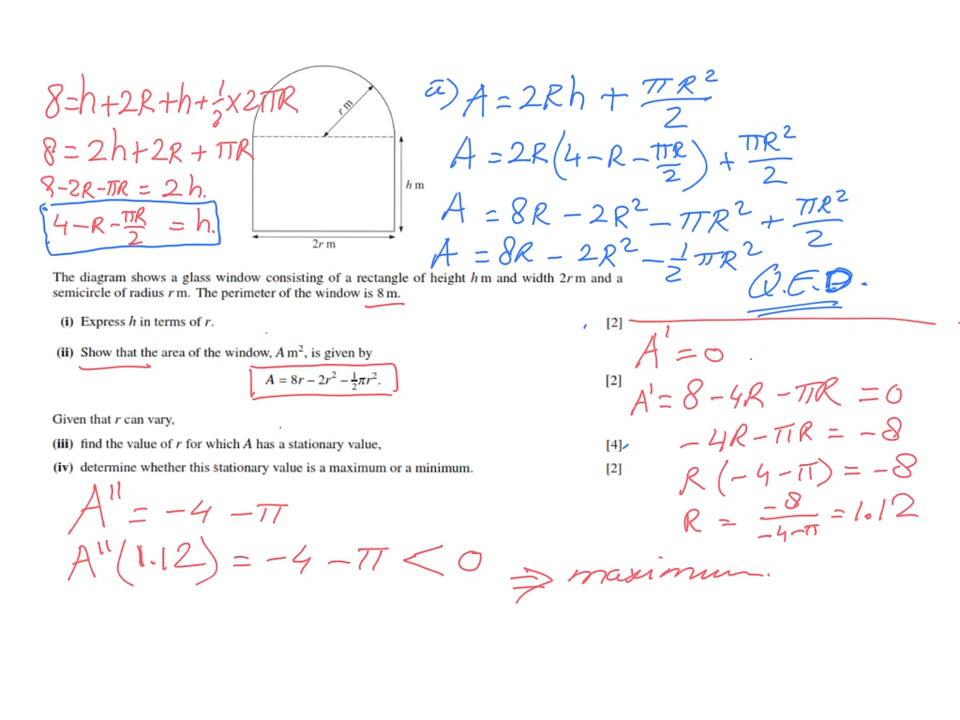 8=h+2R+h+½×2πR
8 = 2h+2R+πR
8-2R-πR = 2h.
4-R-πR/2 = h.
r m
h m
2r m
a) A = 2Rh + πR²/2
A = 2R(4-R-πR/2) + πR²/2
A = 8R - 2R² - πR² + πR²/2
A = 8R - 2R² - ½πR²
Q.E.D.
The diagram shows a glass window consisting of a rectangle of height h m and width 2r m and a
semicircle of radius r m. The perimeter of the window is 8 m.
(i) Express h in terms of r. [2]
(ii) Show that the area of the window, A m², is given by
A = 8r − 2r² − ½πr². [2]
Given that r can vary,
(iii) find the value of r for which A has a stationary value, [4]
(iv) determine whether this stationary value is a maximum or a minimum. [2]
A' = 0
A' = 8 - 4R - πR = 0
-4R - πR = -8
R(-4-π) = -8
R = -8/-4-π = 1.12
A'' = -4 - π
A''(1.12) = -4 - π < 0
⇒ maximum.